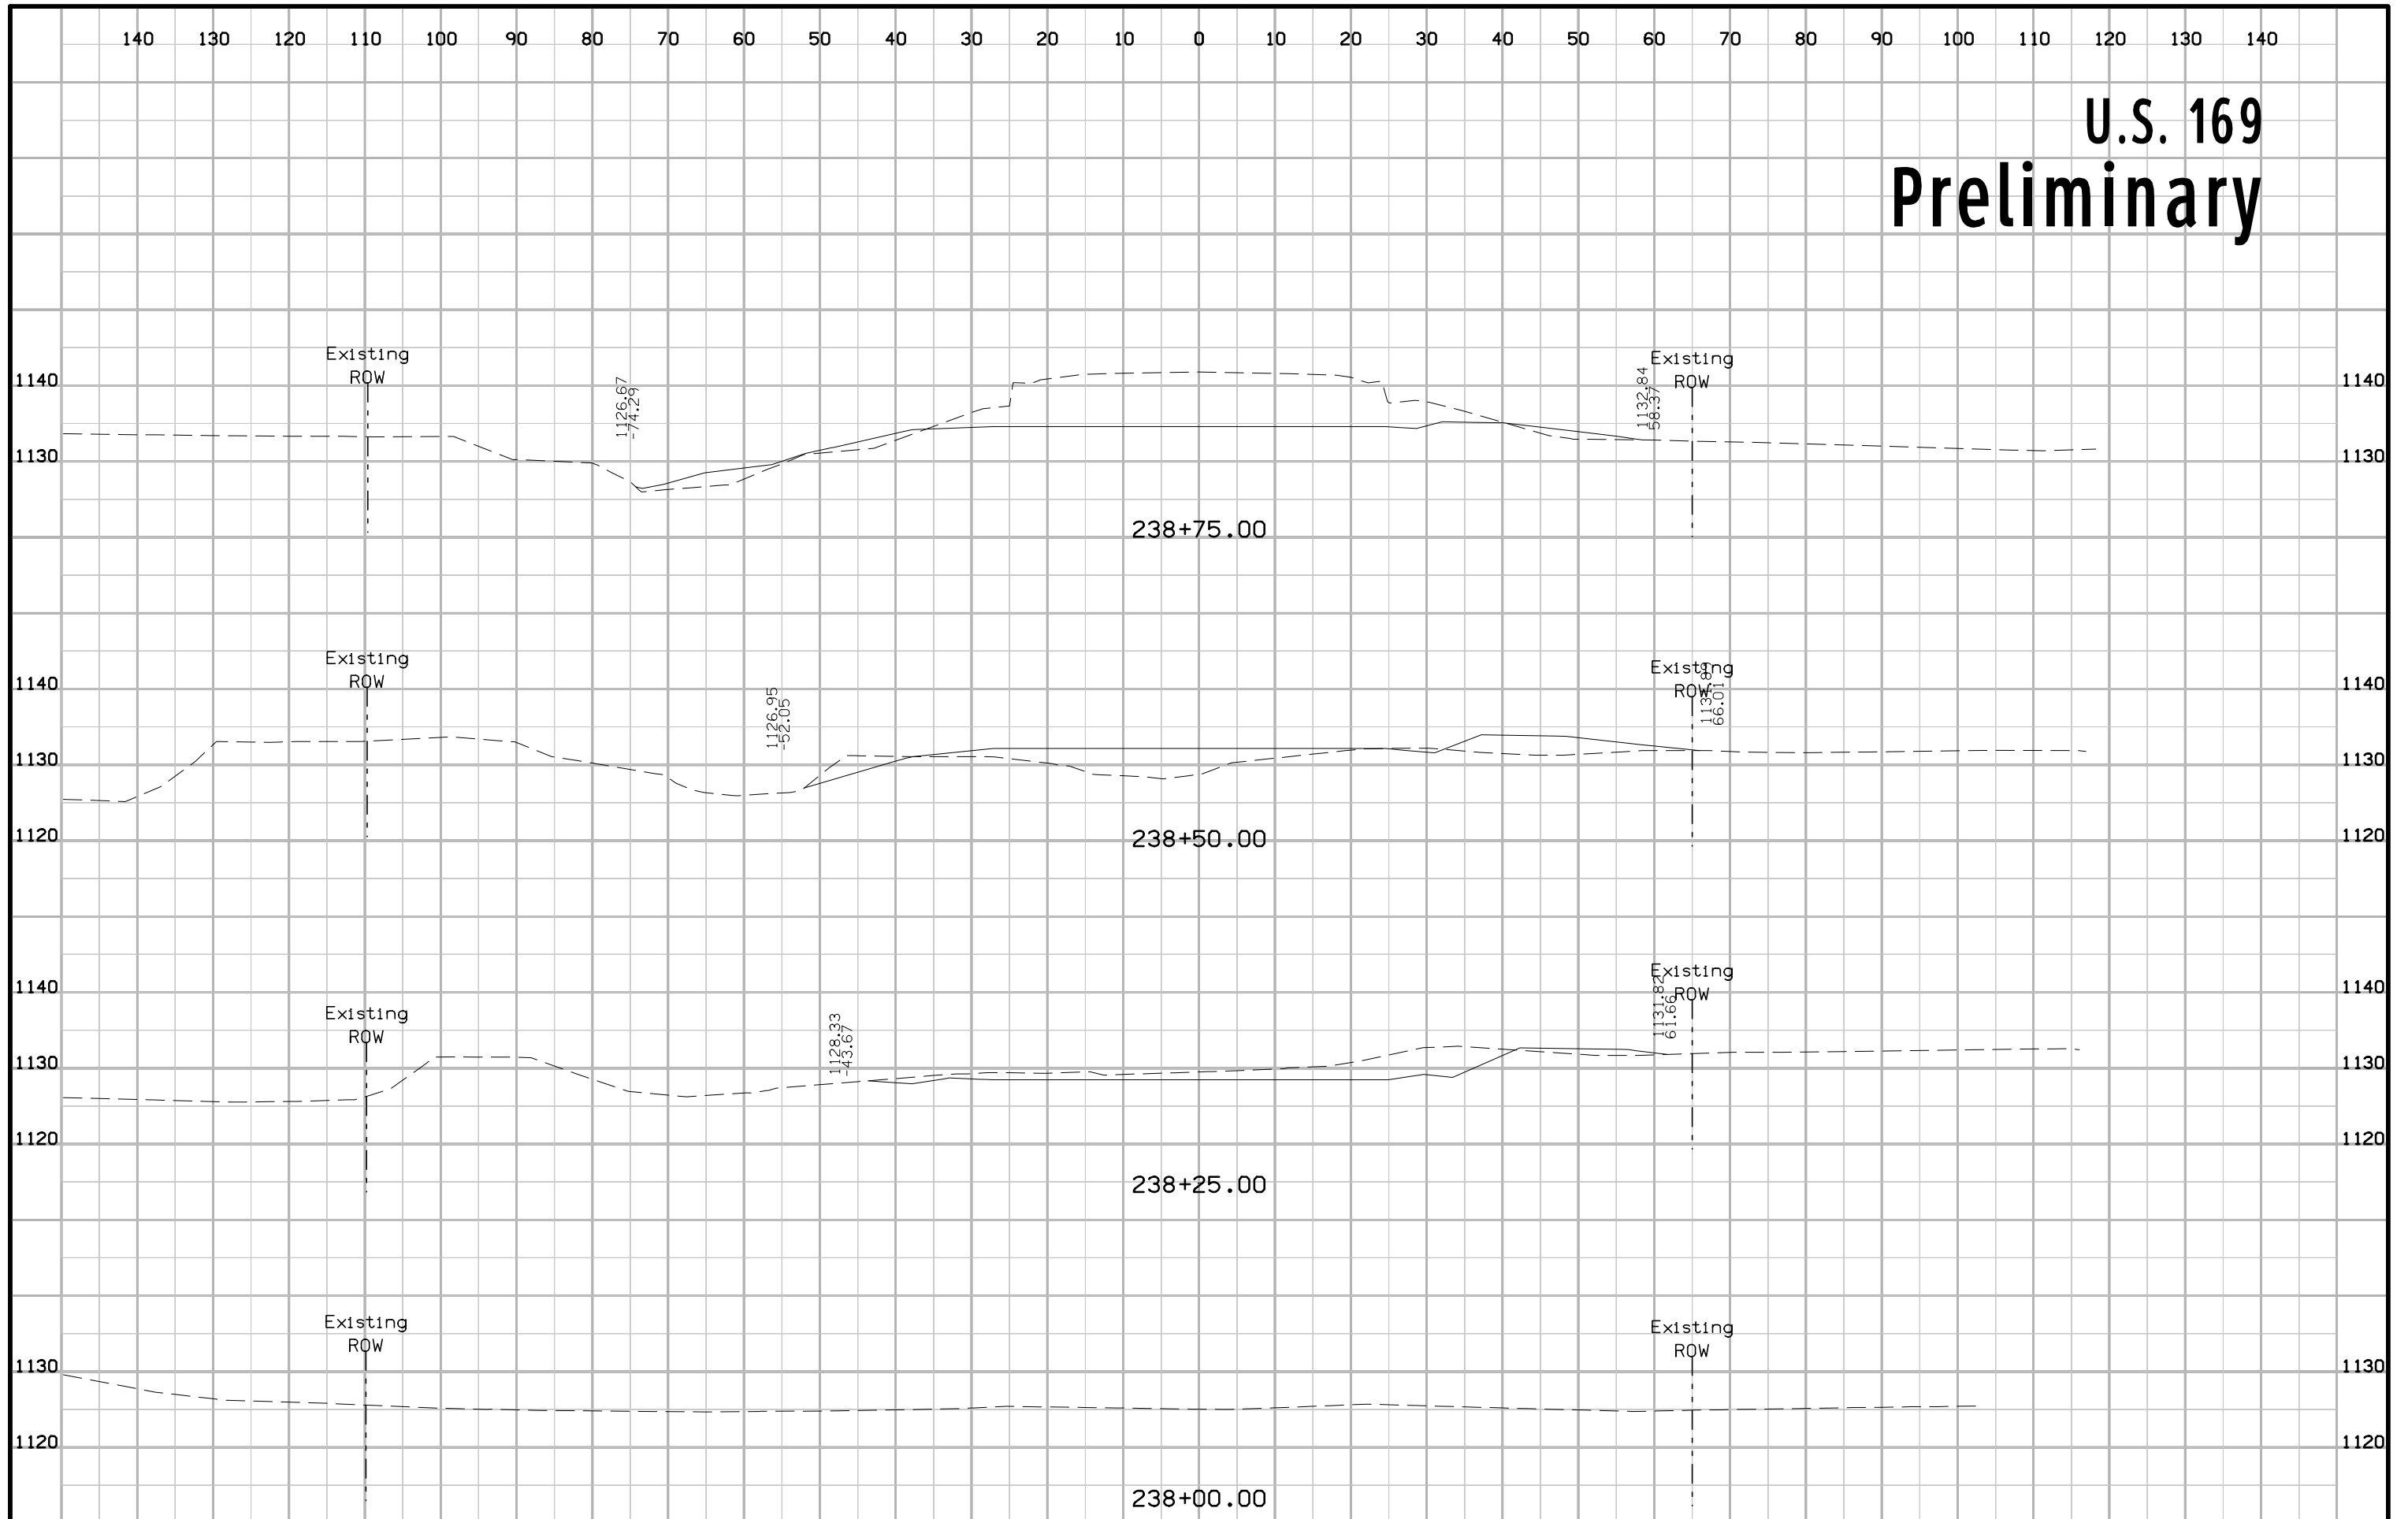 140 130 120 110 100 90 80 70 60 50 40 30 20 10 0 10 20 30 40 50 60 70 80 90 100 110 120 130 140
U.S. 169
Preliminary
Existing
ROW
Existing
ROW
1126.67
-74.29
1132.84
58.37
1140 1140
1130 1130
238+75.00
Existing
ROW
Existing
ROW
1126.95
-52.05
66.01
1140 1140
1130 1130
1120 1120
238+50.00
Existing
ROW
Existing
ROW
1128.33
-43.67
1131.82
61.66
1140 1140
1130 1130
1120 1120
238+25.00
Existing
ROW
Existing
ROW
1130 1130
1120 1120
238+00.00